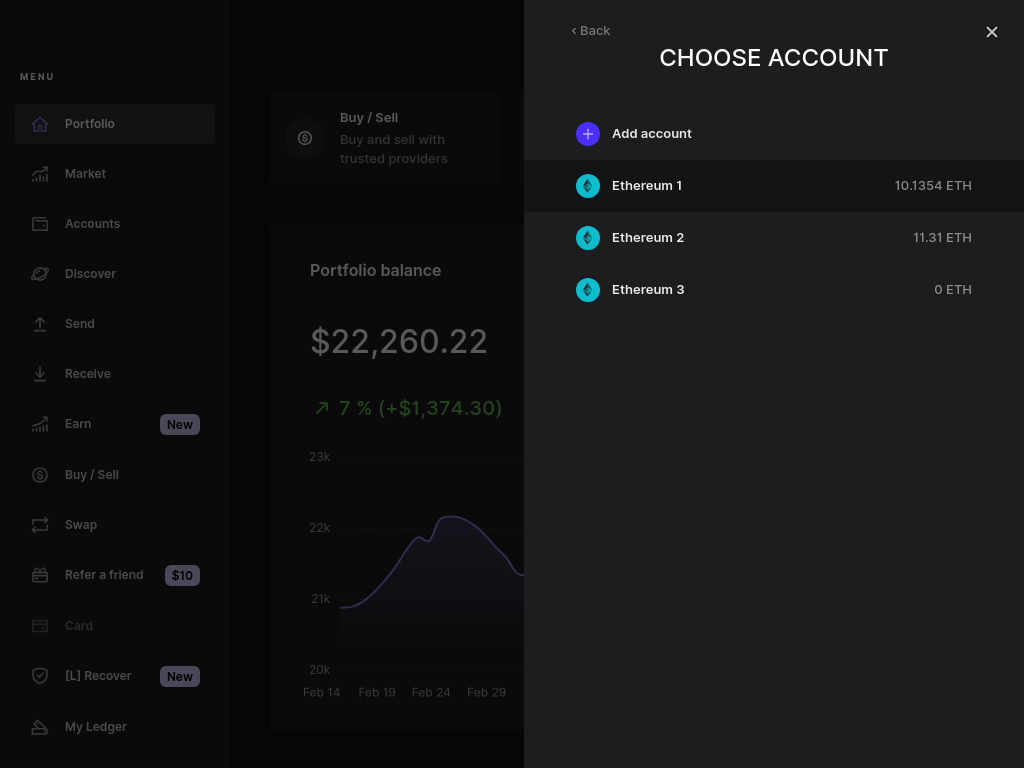 MENU
Portfolio
Market
Accounts
Discover
Send
Receive
Earn New
Buy / Sell
Swap
Refer a friend $10
Card
[L] Recover New
My Ledger
Buy / Sell
Buy and sell with
trusted providers
Portfolio balance
$22,260.22
7 % (+$1,374.30)
23k
22k
21k
20k
Feb 14 Feb 19 Feb 24 Feb 29
‹ Back
CHOOSE ACCOUNT
Add account
Ethereum 1 10.1354 ETH
Ethereum 2 11.31 ETH
Ethereum 3 0 ETH